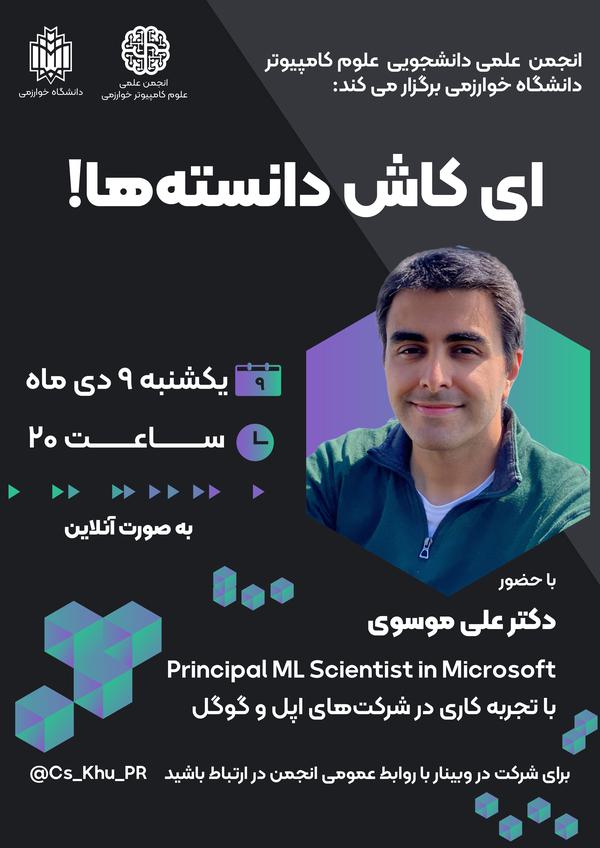 دانشگاه خوارزمی
انجمن علمی
علوم کامپیوتر خوارزمی
انجمن علمی دانشجویی علوم کامپیوتر
دانشگاه خوارزمی برگزار می کند:
ای کاش دانسته‌ها!
یکشنبه ۹ دی ماه
۹
ســـاعـــت ۲۰
به صورت آنلاین
با حضور
دکتر علی موسوی
Principal ML Scientist in Microsoft
با تجربه کاری در شرکت‌های اپل و گوگل
برای شرکت در وبینار با روابط عمومی انجمن در ارتباط باشید @Cs_Khu_PR